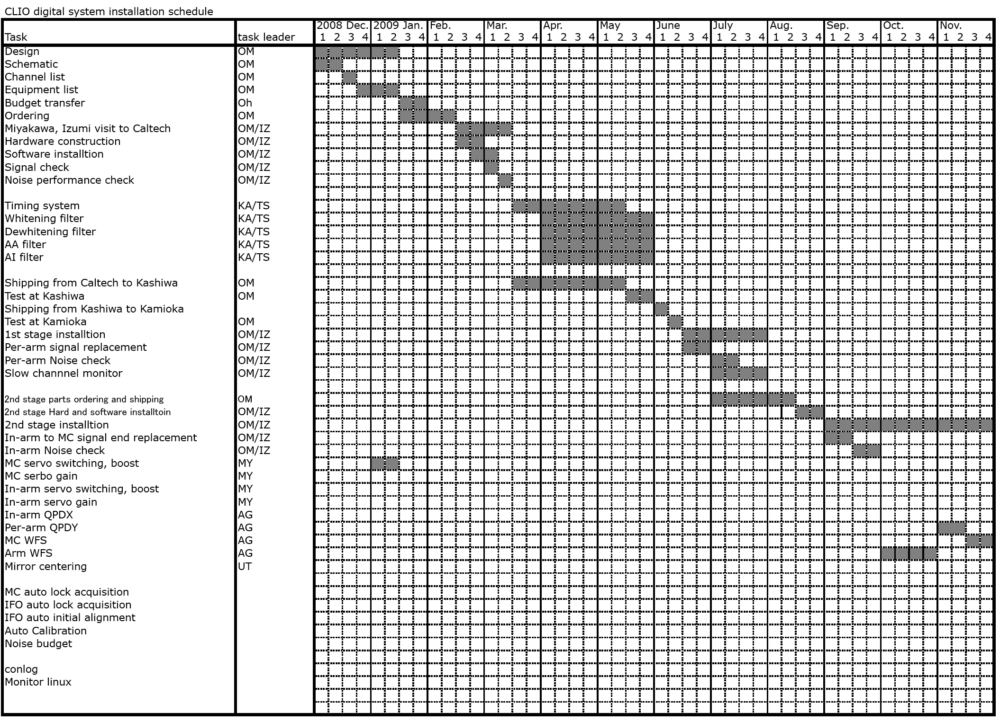 CLIO digital system installation schedule
2008 Dec. 2009 Jan. Feb. Mar. Apr. May June July Aug. Sep. Oct. Nov.
Task task leader 1 2 3 4 1 2 3 4 1 2 3 4 1 2 3 4 1 2 3 4 1 2 3 4 1 2 3 4 1 2 3 4 1 2 3 4 1 2 3 4 1 2 3 4 1 2 3 4
Design OM
Schematic OM
Channel list OM
Equipment list OM
Budget transfer Oh
Ordering OM
Miyakawa, Izumi visit to Caltech OM/IZ
Hardware construction OM/IZ
Software installtion OM/IZ
Signal check OM/IZ
Noise performance check OM/IZ
Timing system KA/TS
Whitening filter KA/TS
Dewhitening filter KA/TS
AA filter KA/TS
AI filter KA/TS
Shipping from Caltech to Kashiwa OM
Test at Kashiwa OM
Shipping from Kashiwa to Kamioka
Test at Kamioka OM
1st stage installtion OM/IZ
Per-arm signal replacement OM/IZ
Per-arm Noise check OM/IZ
Slow channnel monitor OM/IZ
2nd stage parts ordering and shipping OM
2nd stage Hard and software installtoin OM/IZ
2nd stage installtion OM/IZ
In-arm to MC signal end replacement OM/IZ
In-arm Noise check OM/IZ
MC servo switching, boost MY
MC serbo gain MY
In-arm servo switching, boost MY
In-arm servo gain MY
In-arm QPDX AG
Per-arm QPDY AG
MC WFS AG
Arm WFS AG
Mirror centering UT
MC auto lock acquisition
IFO auto lock acquisition
IFO auto initial alignment
Auto Calibration
Noise budget
conlog
Monitor linux